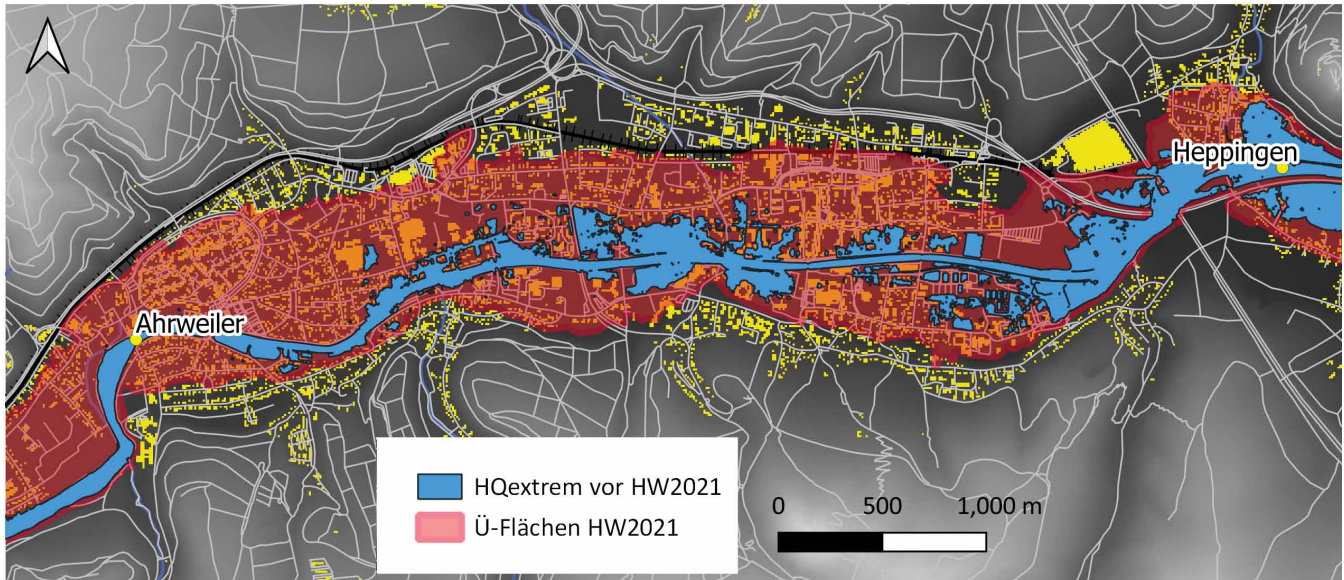 Heppingen
Ahrweiler
HQextrem vor HW2021
Ü-Flächen HW2021
0 500 1,000 m